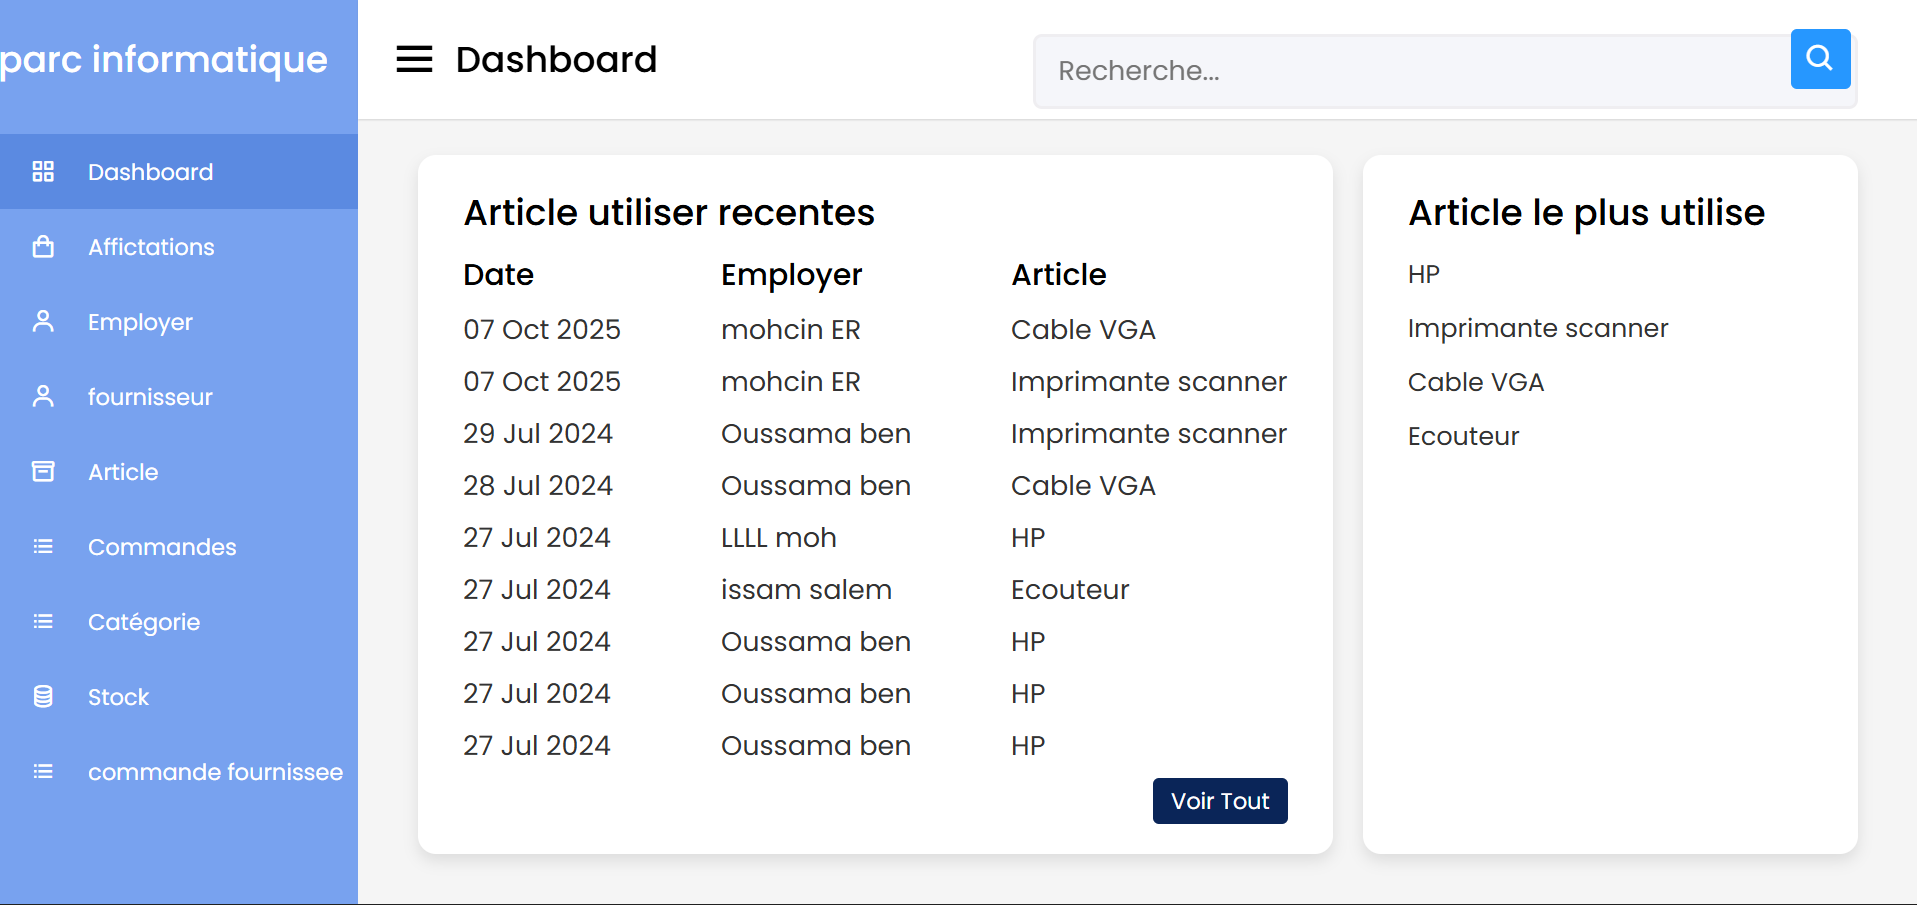 parc informatique
Dashboard
Affictations
Employer
fournisseur
Article
Commandes
Catégorie
Stock
commande fournissee
Dashboard
Recherche...
Article utiliser recentes
Date Employer Article
07 Oct 2025 mohcin ER Cable VGA
07 Oct 2025 mohcin ER Imprimante scanner
29 Jul 2024 Oussama ben Imprimante scanner
28 Jul 2024 Oussama ben Cable VGA
27 Jul 2024 LLLL moh HP
27 Jul 2024 issam salem Ecouteur
27 Jul 2024 Oussama ben HP
27 Jul 2024 Oussama ben HP
27 Jul 2024 Oussama ben HP
Voir Tout
Article le plus utilise
HP
Imprimante scanner
Cable VGA
Ecouteur